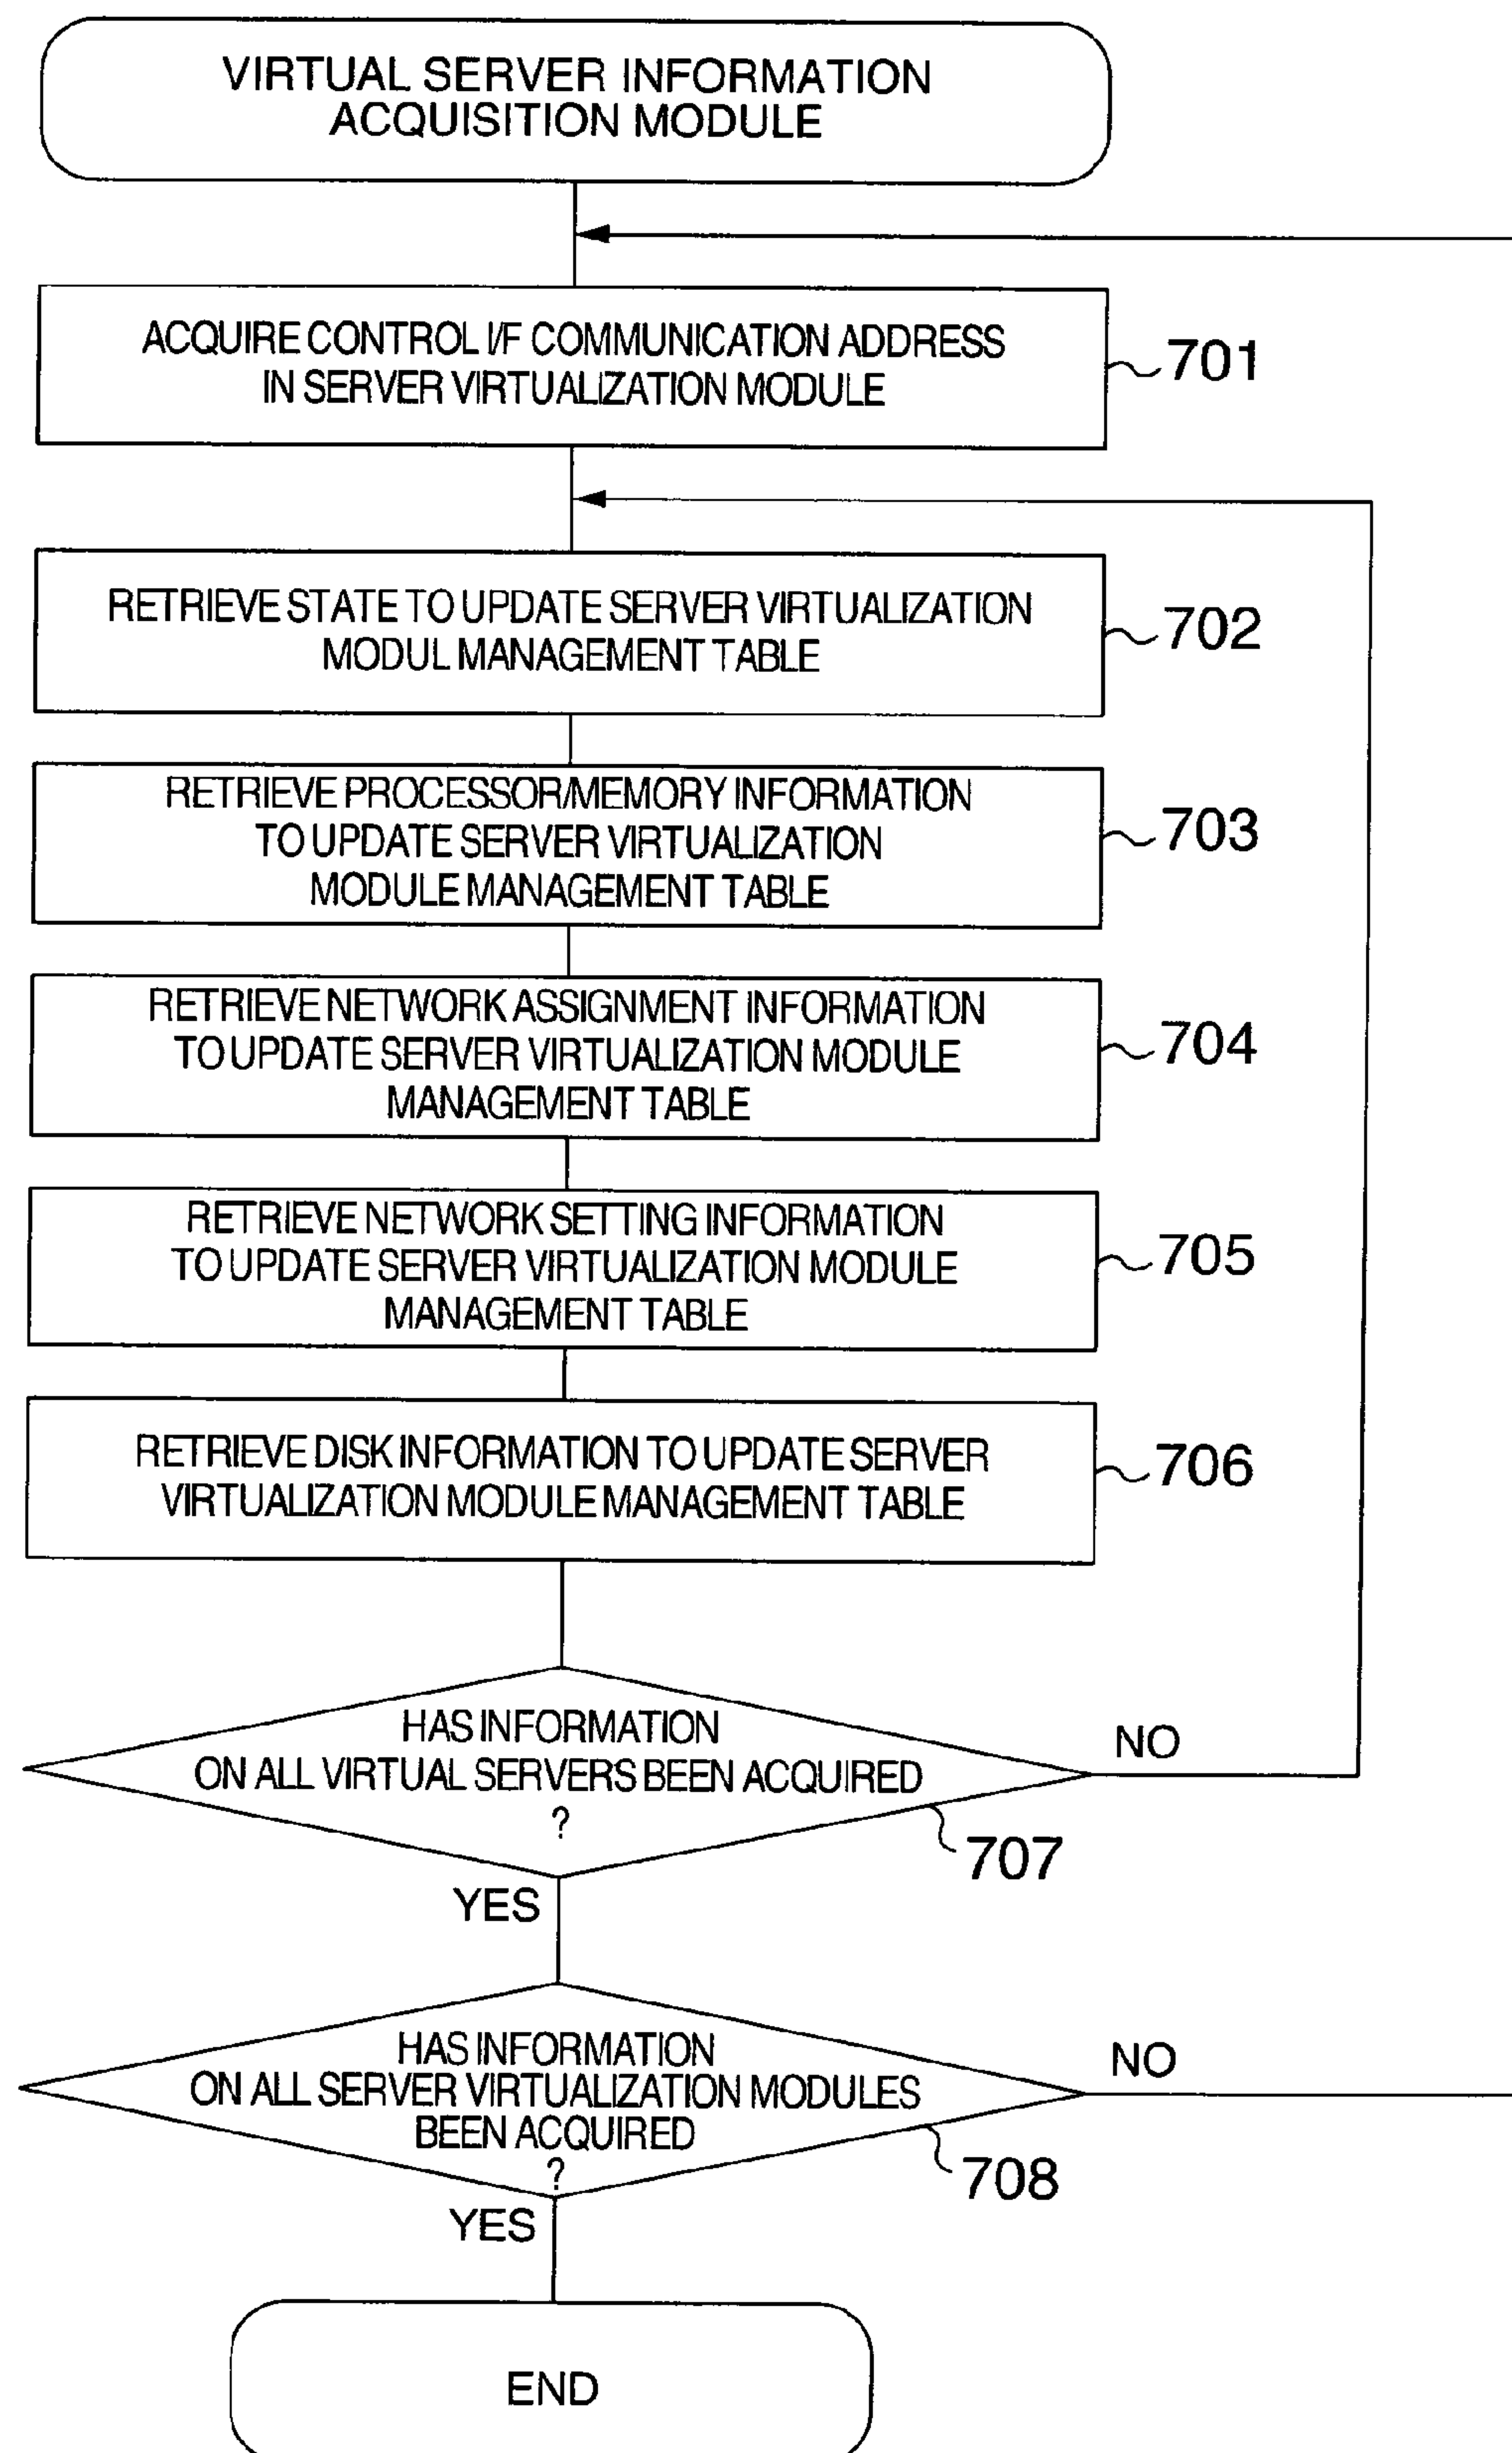 VIRTUAL SERVER INFORMATION
ACQUISITION MODULE
ACQUIRE CONTROL I/F COMMUNICATION ADDRESS
IN SERVER VIRTUALIZATION MODULE
701
RETRIEVE STATE TO UPDATE SERVER VIRTUALIZATION
MODUL MANAGEMENT TABLE
702
RETRIEVE PROCESSOR/MEMORY INFORMATION
TO UPDATE SERVER VIRTUALIZATION
MODULE MANAGEMENT TABLE
703
RETRIEVE NETWORK ASSIGNMENT INFORMATION
TO UPDATE SERVER VIRTUALIZATION MODULE
MANAGEMENT TABLE
704
RETRIEVE NETWORK SETTING INFORMATION
TO UPDATE SERVER VIRTUALIZATION MODULE
MANAGEMENT TABLE
705
RETRIEVE DISK INFORMATION TO UPDATE SERVER
VIRTUALIZATION MODULE MANAGEMENT TABLE
706
HAS INFORMATION
ON ALL VIRTUAL SERVERS BEEN ACQUIRED
?
NO
707
YES
HAS INFORMATION
ON ALL SERVER VIRTUALIZATION MODULES
BEEN ACQUIRED
?
NO
708
YES
END